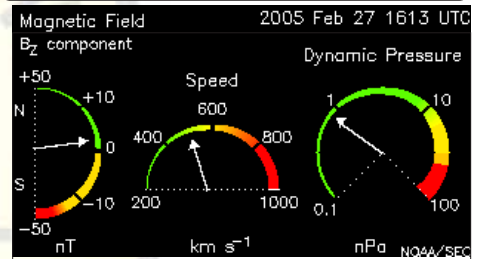 Magnetic Field
2005 Feb 27 1613 UTC
Bz component
Dynamic Pressure
+50
N
+10
0
S
-10
-50
nT
Speed
200
400
600
800
1000
km s⁻¹
0.1
1
10
100
nPa
NOAA/SEC